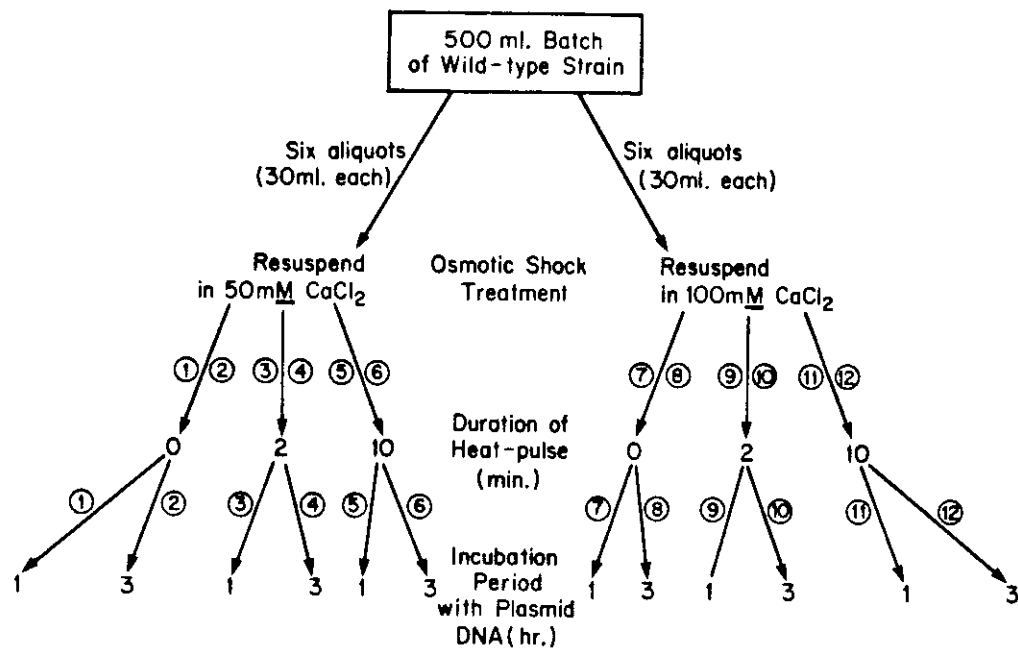 500 ml. Batch
of Wild-type Strain
Six aliquots
(30ml. each)
Six aliquots
(30ml. each)
Resuspend
in 50mM CaCl₂
Osmotic Shock
Treatment
Resuspend
in 100mM CaCl₂
① ② ③ ④ ⑤ ⑥ ⑦ ⑧ ⑨ ⑩ ⑪ ⑫
0 2 10
Duration of
Heat-pulse
(min.)
0 2 10
① ② ③ ④ ⑤ ⑥ ⑦ ⑧ ⑨ ⑩ ⑪ ⑫
1 3 1 3 1 3
Incubation
Period
with Plasmid
DNA (hr.)
1 3 1 3 1 3